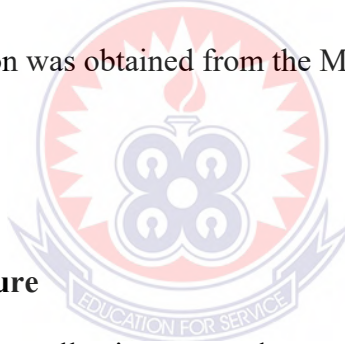 on was obtained from the M
ure
EDUCATION FOR SERVICE